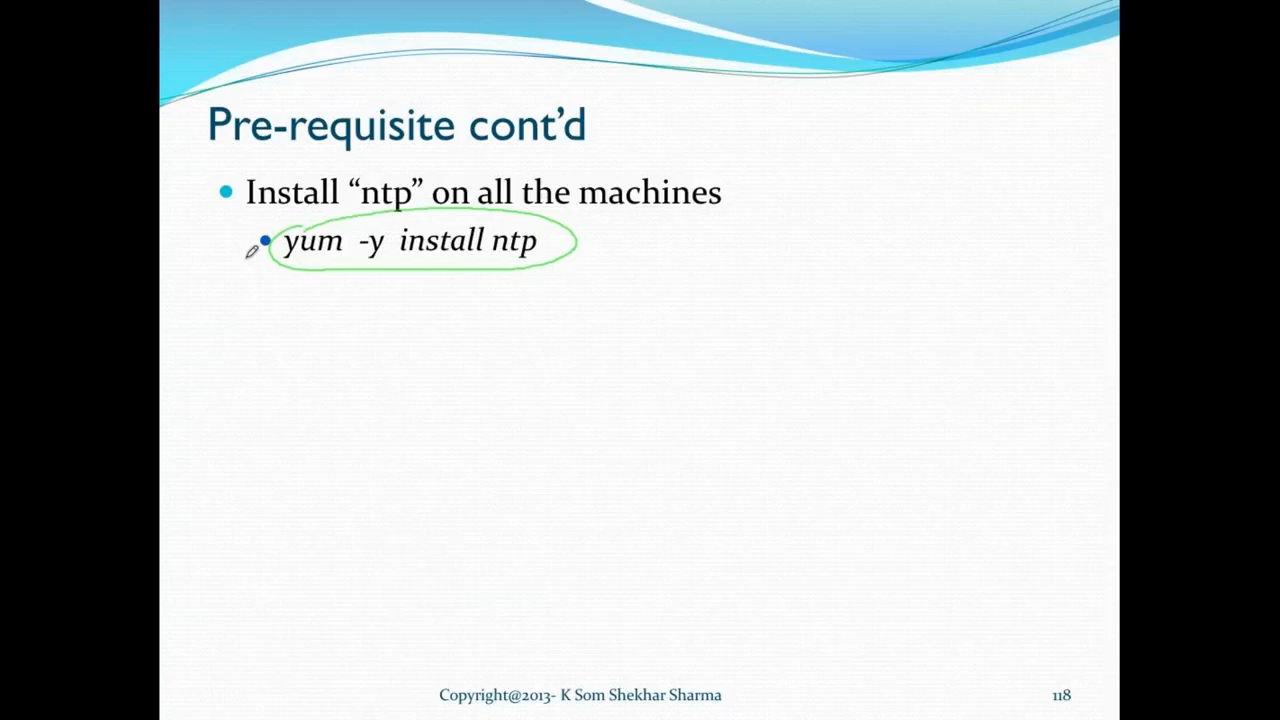 Pre-requisite cont’d
Install “ntp” on all the machines
yum -y install ntp
Copyright@2013- K Som Shekhar Sharma
118